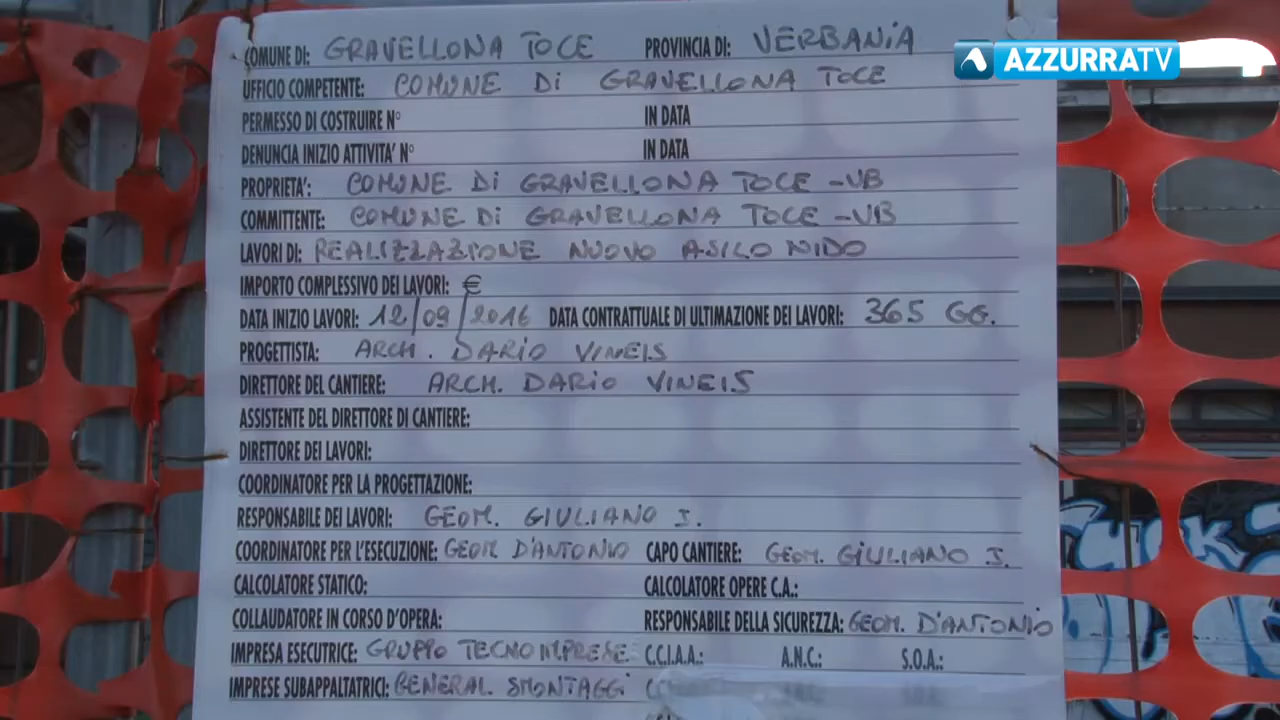 COMUNE DI: GRAVELLONA TOCE PROVINCIA DI: VERBANIA
AZZURRATV
UFFICIO COMPETENTE: COMUNE DI GRAVELLONA TOCE
PERMESSO DI COSTRUIRE N° IN DATA
DENUNCIA INIZIO ATTIVITA' N° IN DATA
PROPRIETA': COMUNE DI GRAVELLONA TOCE - VB
COMMITTENTE: COMUNE DI GRAVELLONA TOCE - VB
LAVORI DI: REALIZZAZIONE NUOVO ASILO NIDO
IMPORTO COMPLESSIVO DEI LAVORI: €
DATA INIZIO LAVORI: 12/09/2016 DATA CONTRATTUALE DI ULTIMAZIONE DEI LAVORI: 365 GG.
PROGETTISTA: ARCH. DARIO VINEIS
DIRETTORE DEL CANTIERE: ARCH. DARIO VINEIS
ASSISTENTE DEL DIRETTORE DI CANTIERE:
DIRETTORE DEI LAVORI:
COORDINATORE PER LA PROGETTAZIONE:
RESPONSABILE DEI LAVORI: GEOM. GIULIANO I.
COORDINATORE PER L'ESECUZIONE: GEOM D'ANTONIO CAPO CANTIERE: GEOM. GIULIANO I.
CALCOLATORE STATICO: CALCOLATORE OPERE C.A.:
COLLAUDATORE IN CORSO D'OPERA: RESPONSABILE DELLA SICUREZZA: GEOM. D'ANTONIO
IMPRESA ESECUTRICE: GRUPPO TECNOIMPRESE C.C.I.A.A.: A.N.C.: S.O.A.:
IMPRESE SUBAPPALTATRICI: GENERAL SMONTAGGI